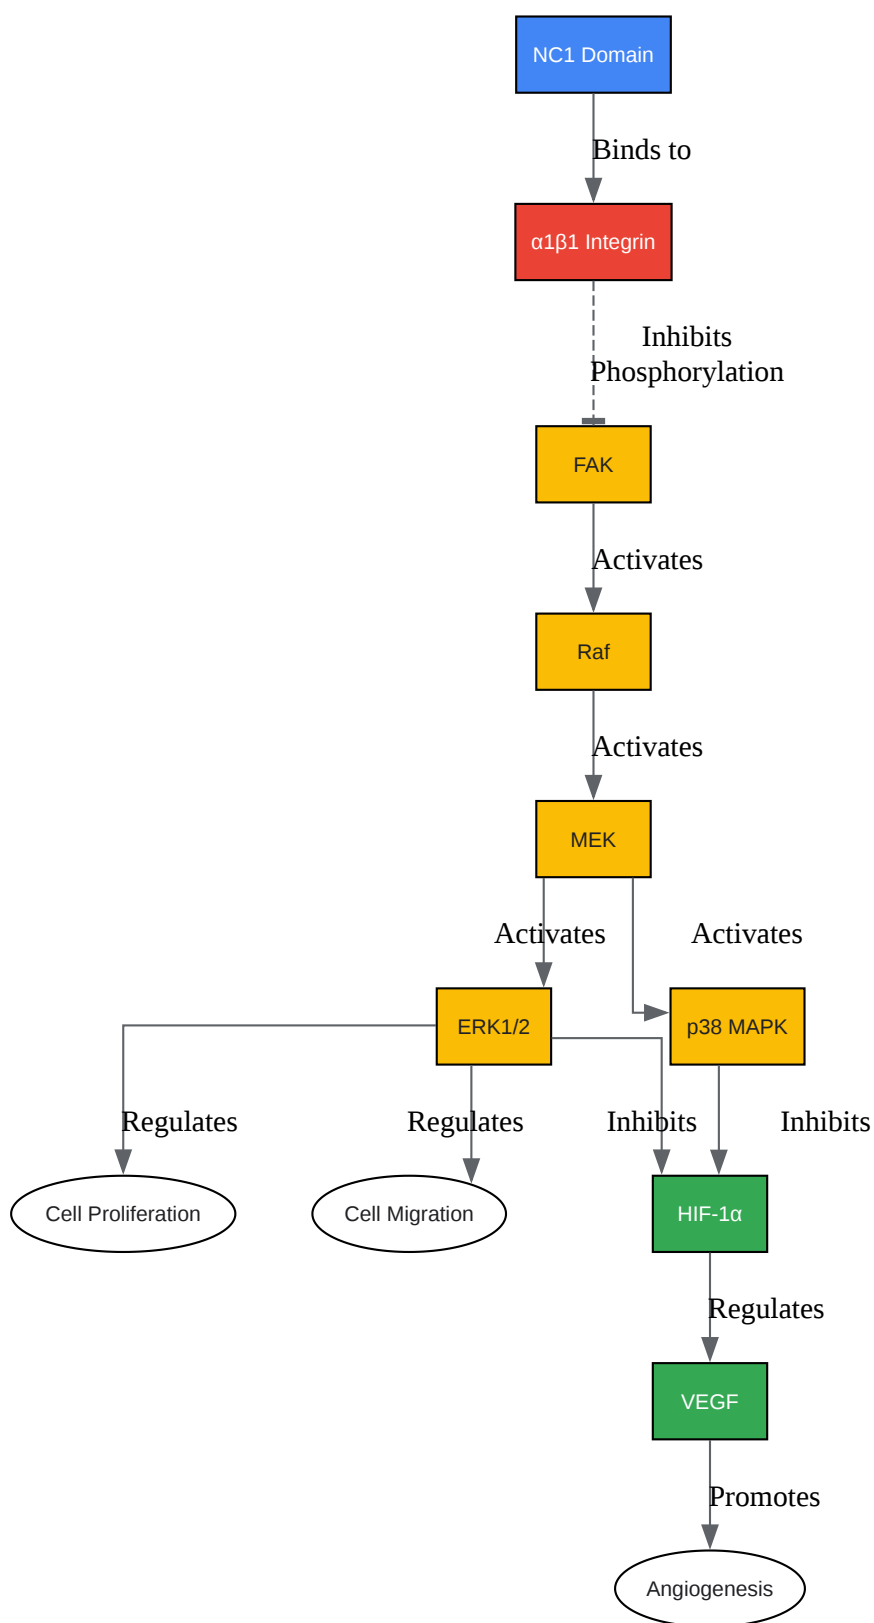 NC1 Domain
Binds to
α1β1 Integrin
Inhibits
Phosphorylation
FAK
Activates
Raf
Activates
MEK
Activates
Activates
ERK1/2
p38 MAPK
Regulates
Regulates
Inhibits
Inhibits
Cell Proliferation
Cell Migration
HIF-1α
Regulates
VEGF
Promotes
Angiogenesis